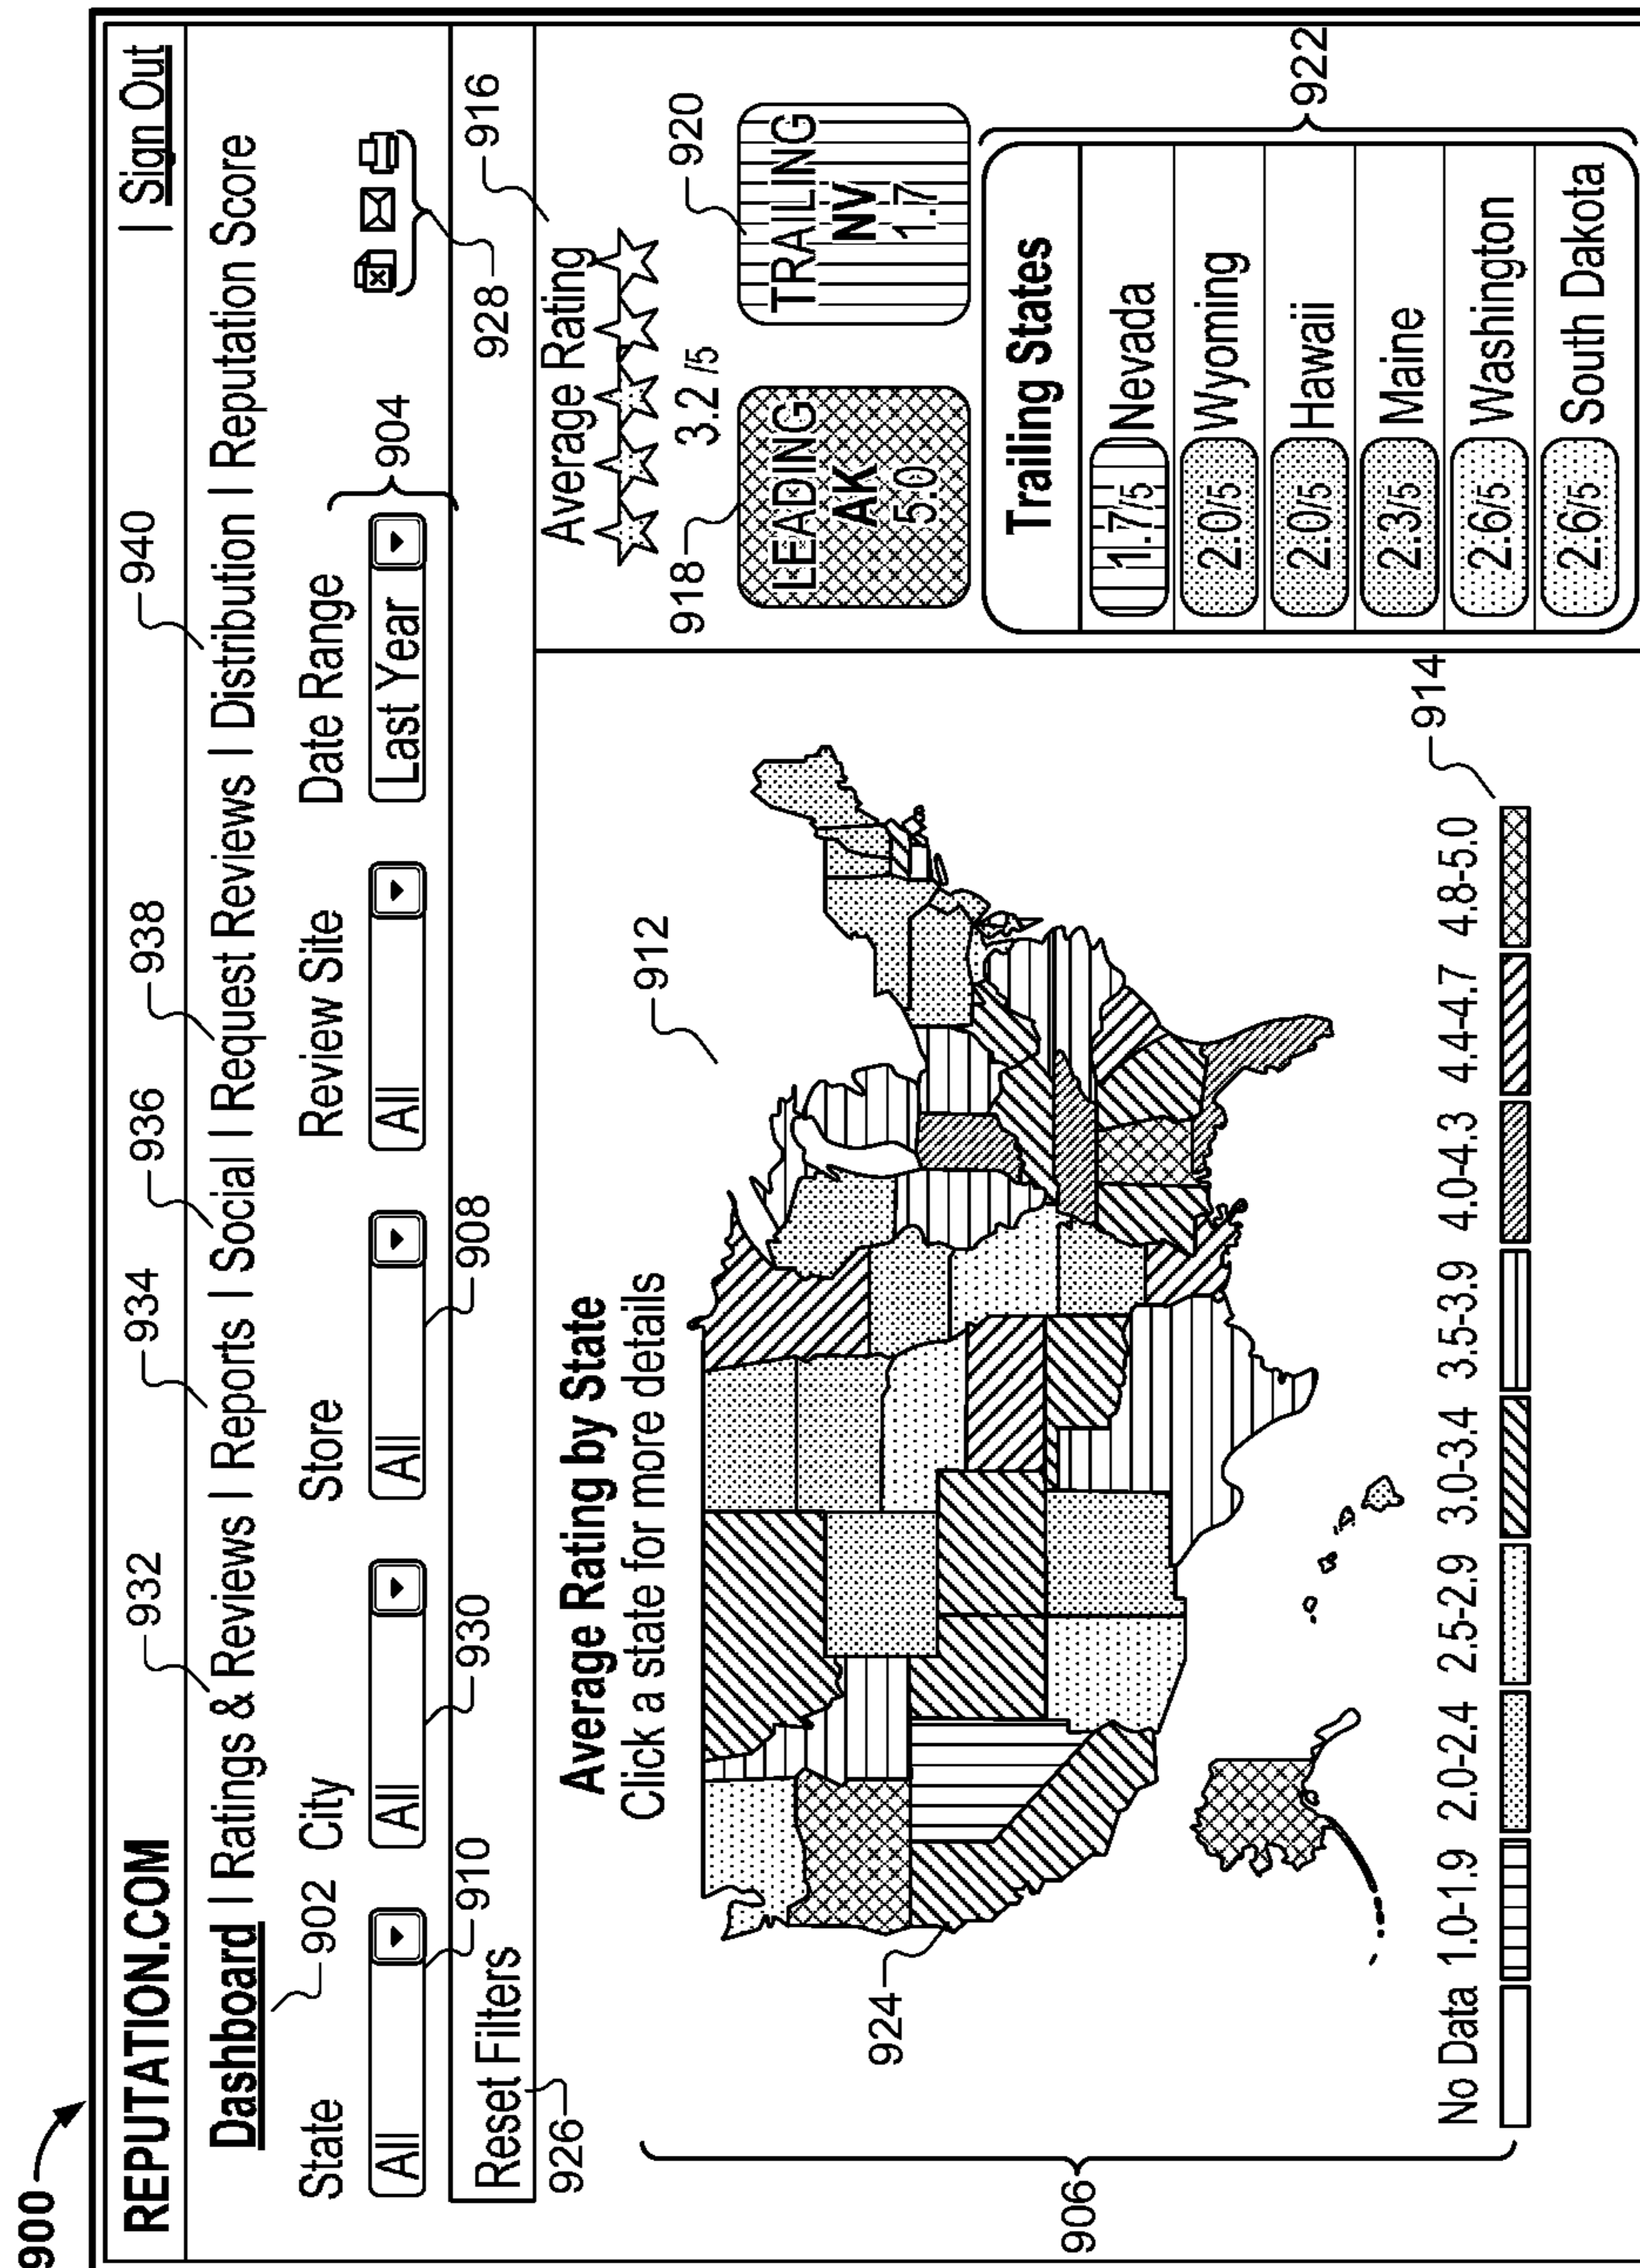 900
REPUTATION.COM | Sign Out
932 934 936 938 940
Dashboard | Ratings & Reviews | Reports | Social | Request Reviews | Distribution | Reputation Score
902
State City Store Review Site Date Range
All All All All Last Year
904
910 930 908
Reset Filters
926
928
916
Average Rating by State
Click a state for more details
912
924
906
No Data 1.0-1.9 2.0-2.4 2.5-2.9 3.0-3.4 3.5-3.9 4.0-4.3 4.4-4.7 4.8-5.0
914
Average Rating
3.2 /5
918
LEADING
AK
5.0
920
TRAILING
NV
1.7
Trailing States
1.7/5 Nevada
2.0/5 Wyoming
2.0/5 Hawaii
2.3/5 Maine
2.6/5 Washington
2.6/5 South Dakota
922